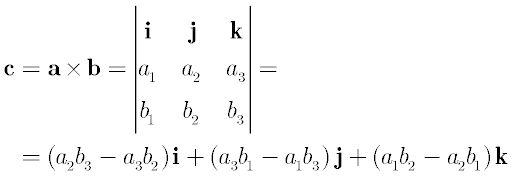 c = a × b = | i j k |
| a₁ a₂ a₃ | =
| b₁ b₂ b₃ |
= (a₂b₃ − a₃b₂) i + (a₃b₁ − a₁b₃) j + (a₁b₂ − a₂b₁) k